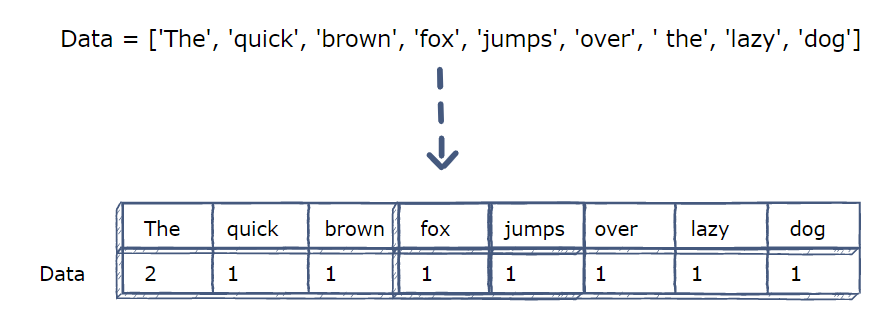 Data = ['The', 'quick', 'brown', 'fox', 'jumps', 'over', ' the', 'lazy', 'dog']
The quick brown fox jumps over lazy dog
Data 2 1 1 1 1 1 1 1